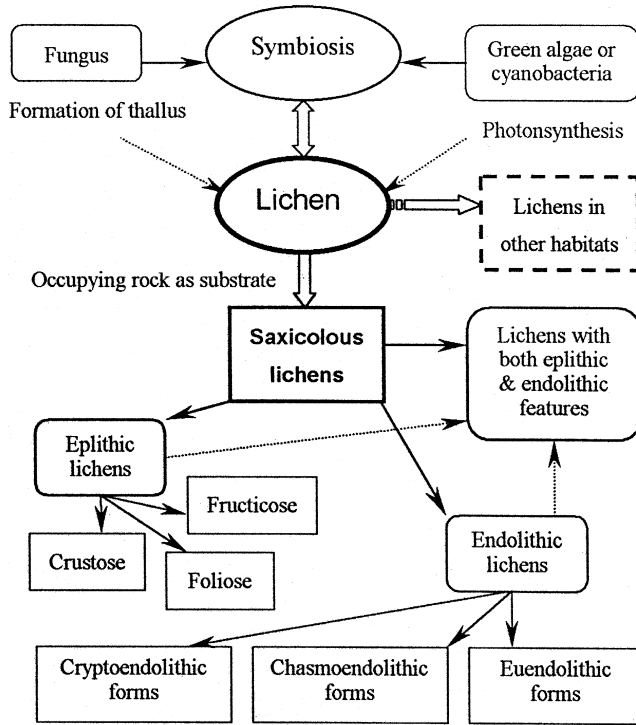 Fungus
Symbiosis
Green algae or
cyanobacteria
Formation of thallus
Photonsynthesis
Lichen
Lichens in
other habitats
Occupying rock as substrate
Saxicolous
lichens
Lichens with
both eplithic
& endolithic
features
Eplithic
lichens
Fructicose
Crustose
Foliose
Endolithic
lichens
Cryptoendolithic
forms
Chasmoendolithic
forms
Euendolithic
forms